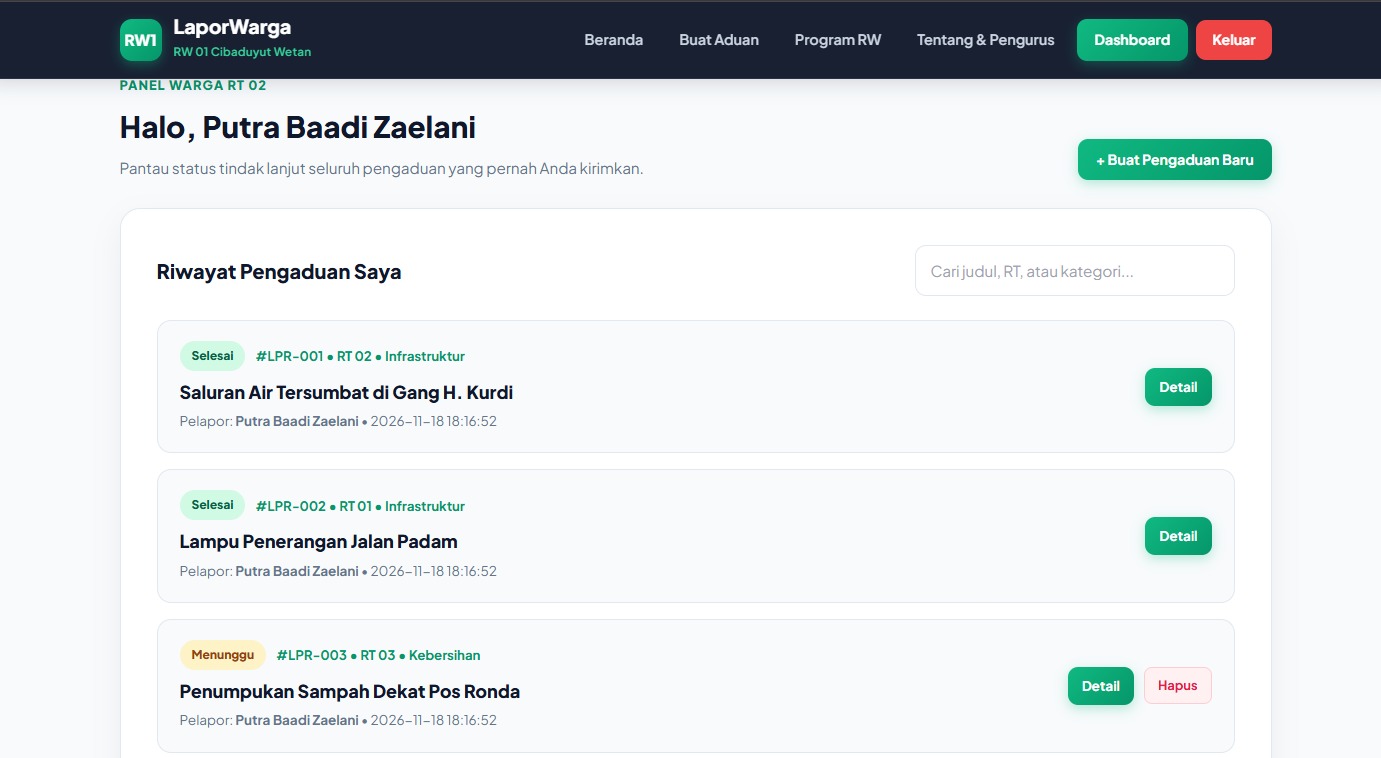 RW1
LaporWarga
RW 01 Cibaduyut Wetan
Beranda
Buat Aduan
Program RW
Tentang & Pengurus
Dashboard
Keluar
PANEL WARGA RT 02
Halo, Putra Baadi Zaelani
Pantau status tindak lanjut seluruh pengaduan yang pernah Anda kirimkan.
+ Buat Pengaduan Baru
Riwayat Pengaduan Saya
Cari judul, RT, atau kategori...
Selesai #LPR-001 • RT 02 • Infrastruktur
Saluran Air Tersumbat di Gang H. Kurdi
Pelapor: Putra Baadi Zaelani • 2026-11-18 18:16:52
Detail
Selesai #LPR-002 • RT 01 • Infrastruktur
Lampu Penerangan Jalan Padam
Pelapor: Putra Baadi Zaelani • 2026-11-18 18:16:52
Detail
Menunggu #LPR-003 • RT 03 • Kebersihan
Penumpukan Sampah Dekat Pos Ronda
Pelapor: Putra Baadi Zaelani • 2026-11-18 18:16:52
Detail
Hapus